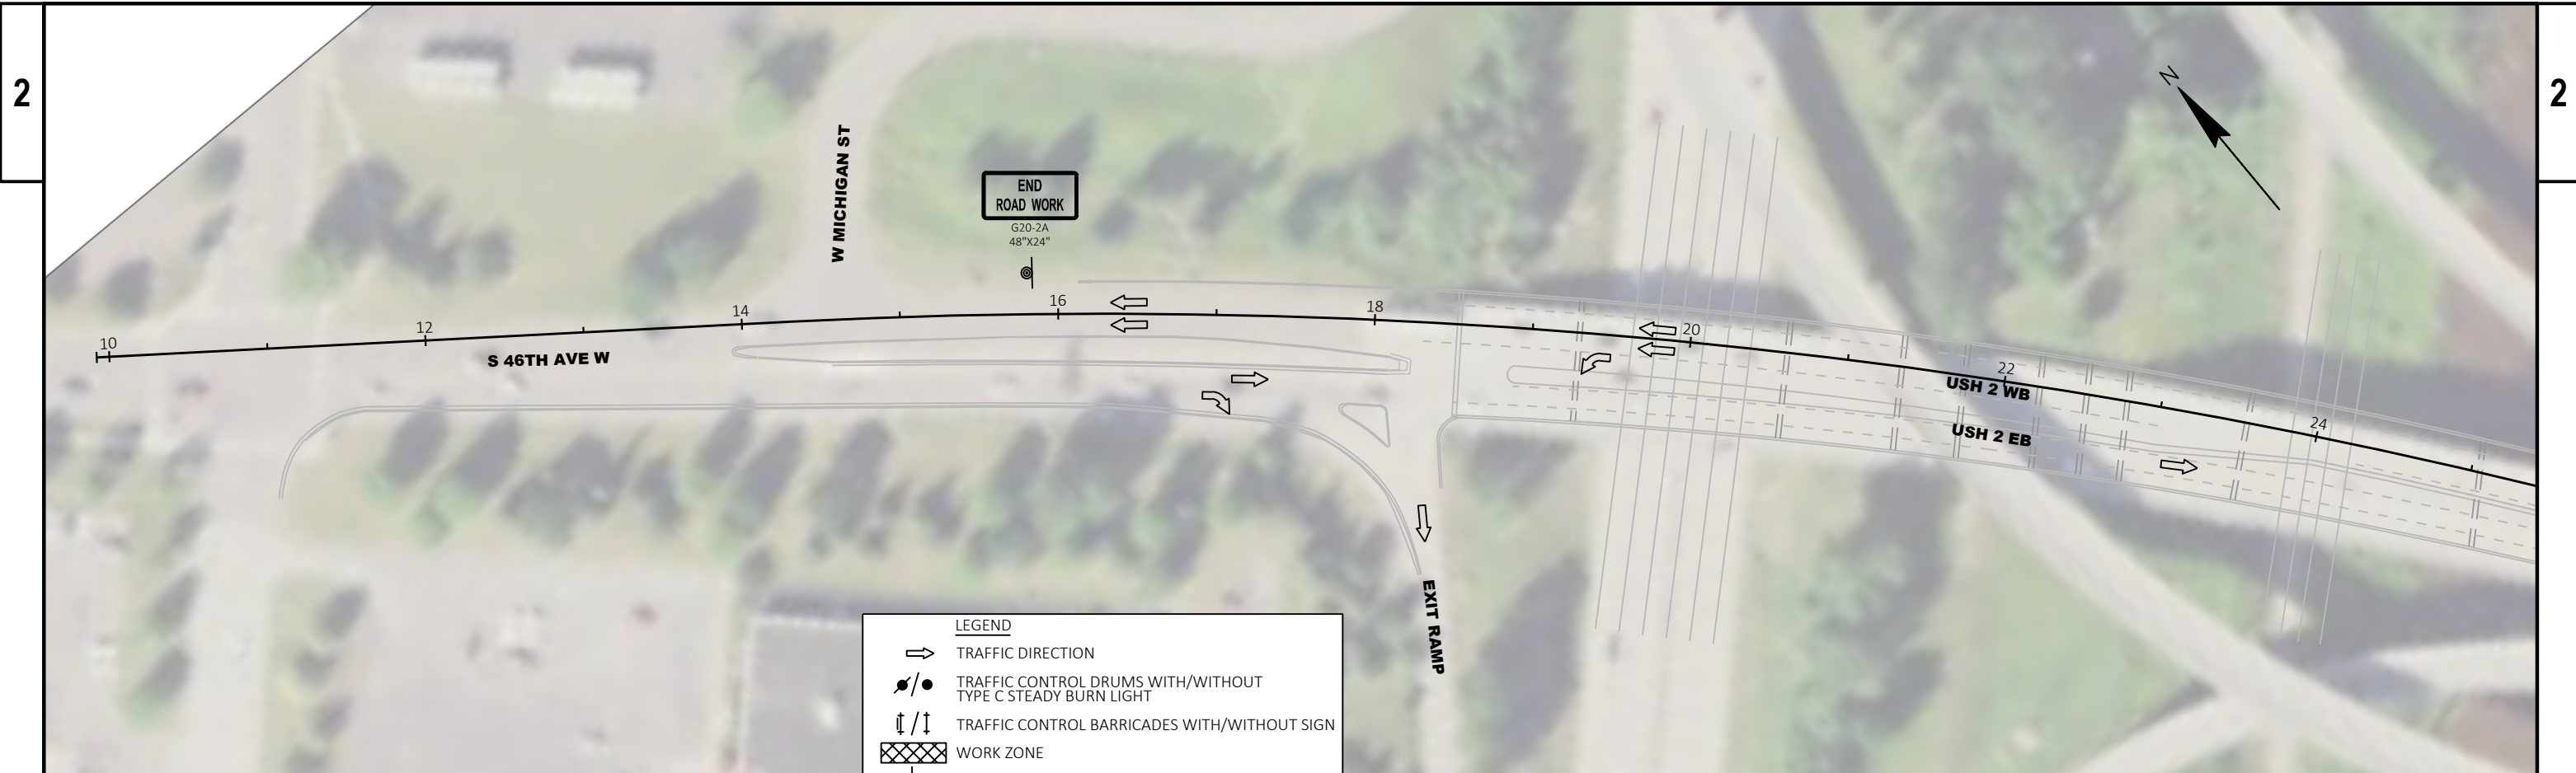 2
2
N
W MICHIGAN ST
END
ROAD WORK
G20-2A
48"X24"
10
12
14
16
18
20
22
24
S 46TH AVE W
USH 2 WB
USH 2 EB
EXIT RAMP
LEGEND
TRAFFIC DIRECTION
TRAFFIC CONTROL DRUMS WITH/WITHOUT
TYPE C STEADY BURN LIGHT
TRAFFIC CONTROL BARRICADES WITH/WITHOUT SIGN
WORK ZONE